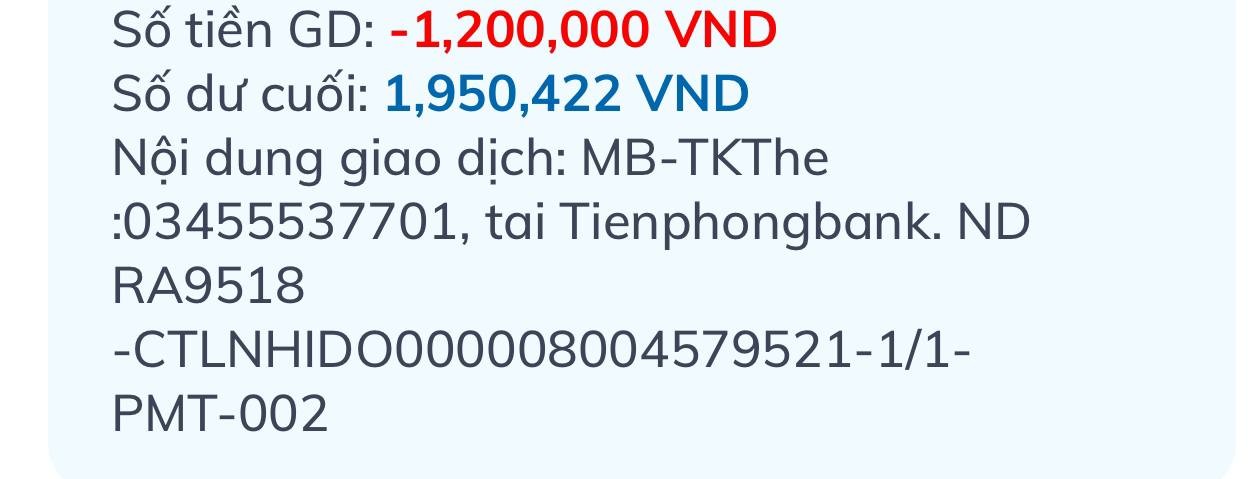 Số tiền GD: -1,200,000 VND
Số dư cuối: 1,950,422 VND
Nội dung giao dịch: MB-TKThe
:03455537701, tai Tienphongbank. ND
RA9518
-CTLNHIDO000008004579521-1/1-
PMT-002